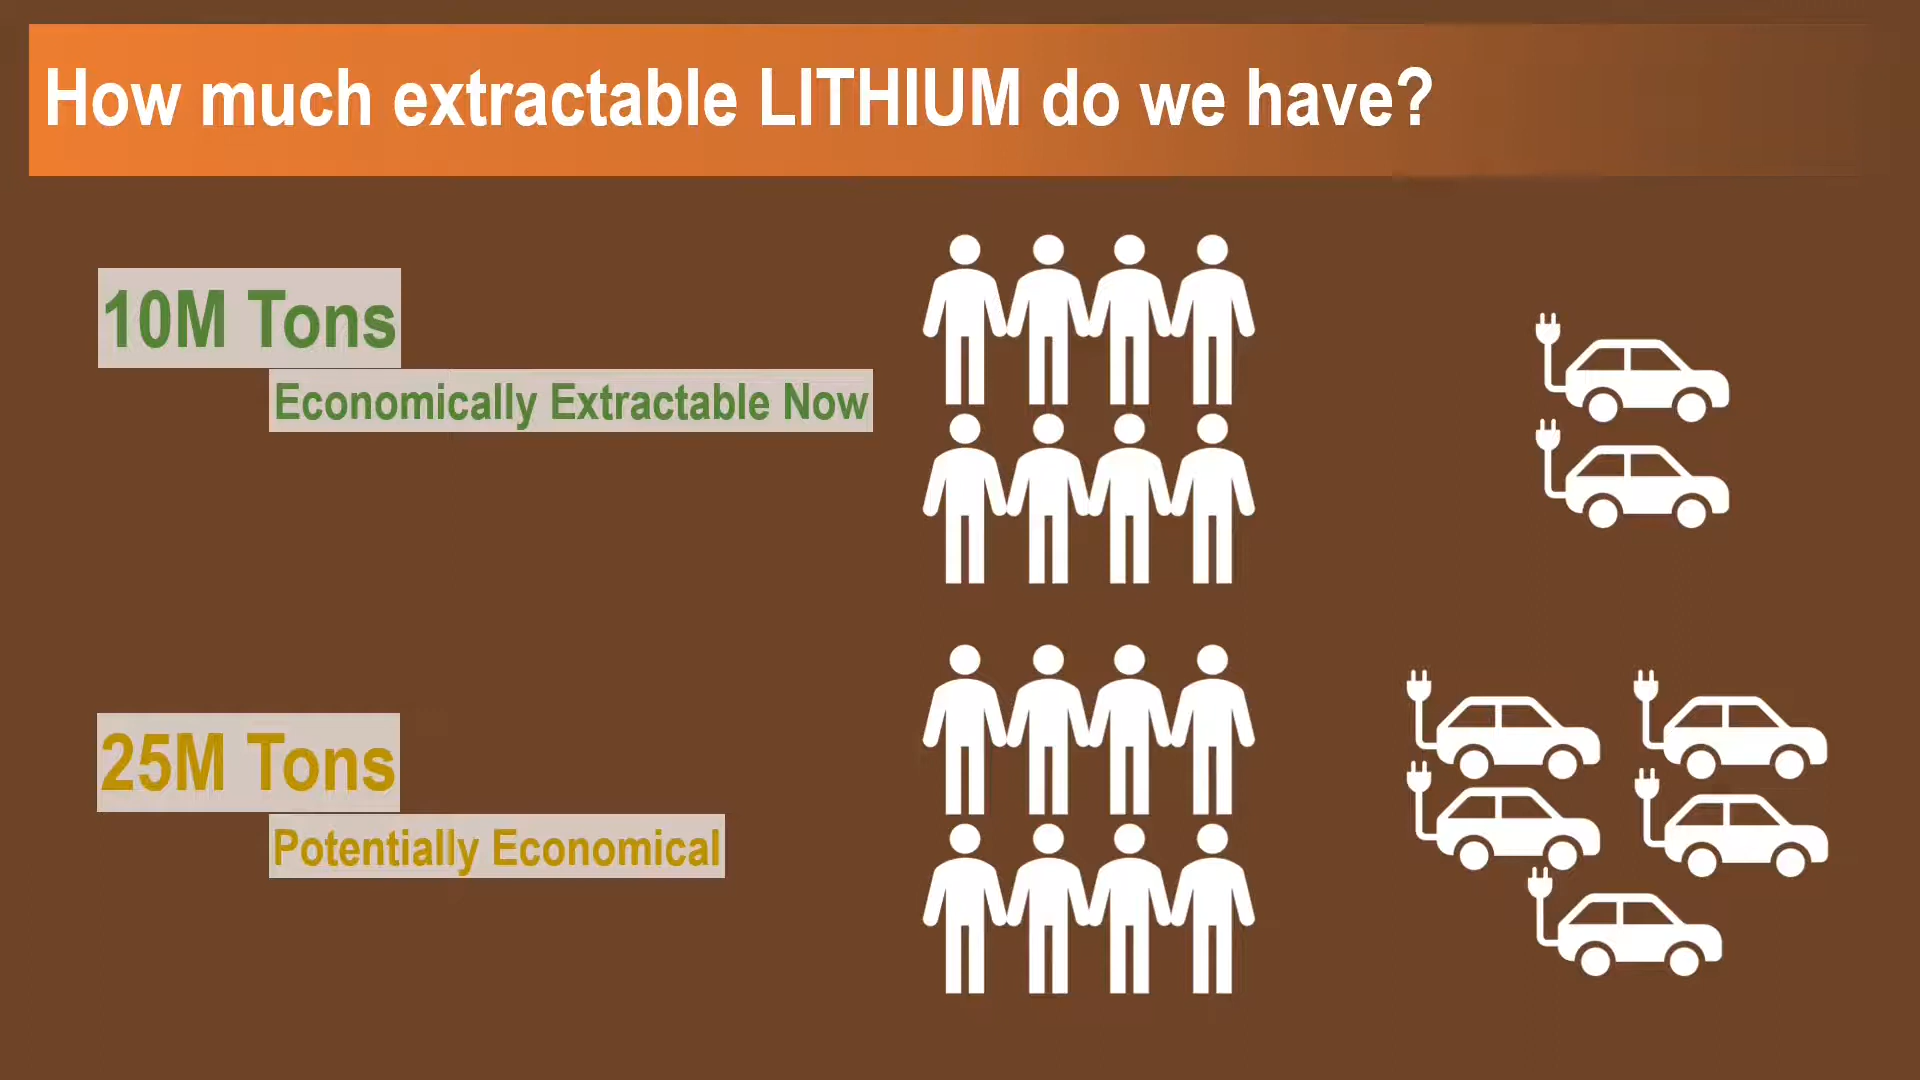 How much extractable LITHIUM do we have?
10M Tons
Economically Extractable Now
25M Tons
Potentially Economical